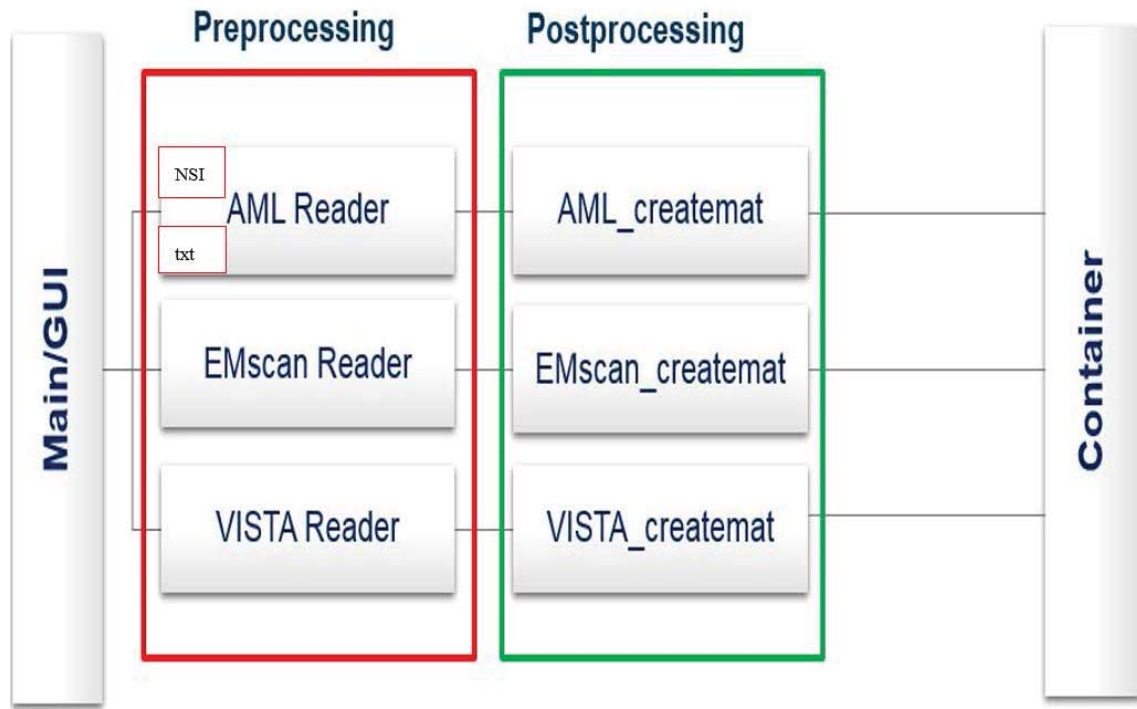 Preprocessing
Postprocessing
Main/GUI
NSI
AML Reader
txt
EMscan Reader
VISTA Reader
AML_createmat
EMscan_createmat
VISTA_createmat
Container